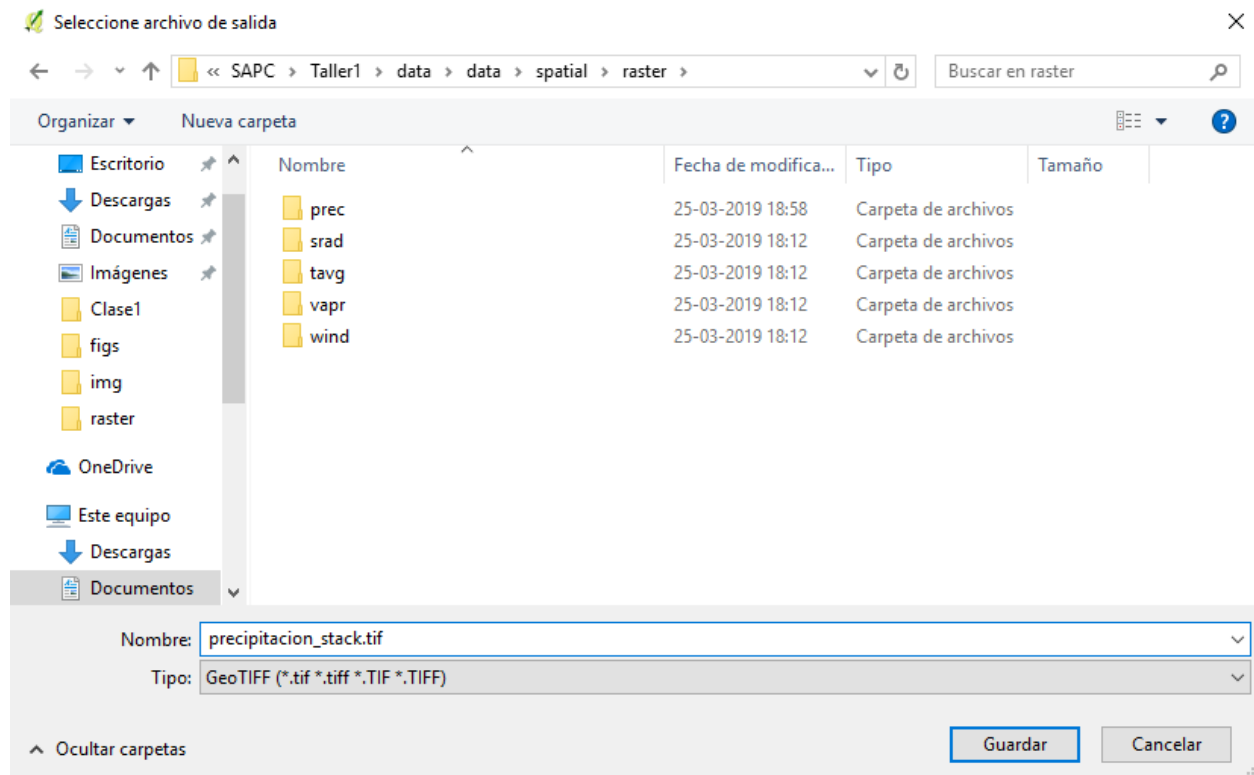 Seleccione archivo de salida
« SAPC > Taller1 > data > data > spatial > raster >
Buscar en raster
Organizar
Nueva carpeta
Escritorio
Descargas
Documentos
Imágenes
Clase1
figs
img
raster
OneDrive
Este equipo
Descargas
Documentos
Nombre Fecha de modifica... Tipo Tamaño
prec 25-03-2019 18:58 Carpeta de archivos
srad 25-03-2019 18:12 Carpeta de archivos
tavg 25-03-2019 18:12 Carpeta de archivos
vapr 25-03-2019 18:12 Carpeta de archivos
wind 25-03-2019 18:12 Carpeta de archivos
Nombre: precipitacion_stack.tif
Tipo: GeoTIFF (*.tif *.tiff *.TIF *.TIFF)
Ocultar carpetas
Guardar
Cancelar